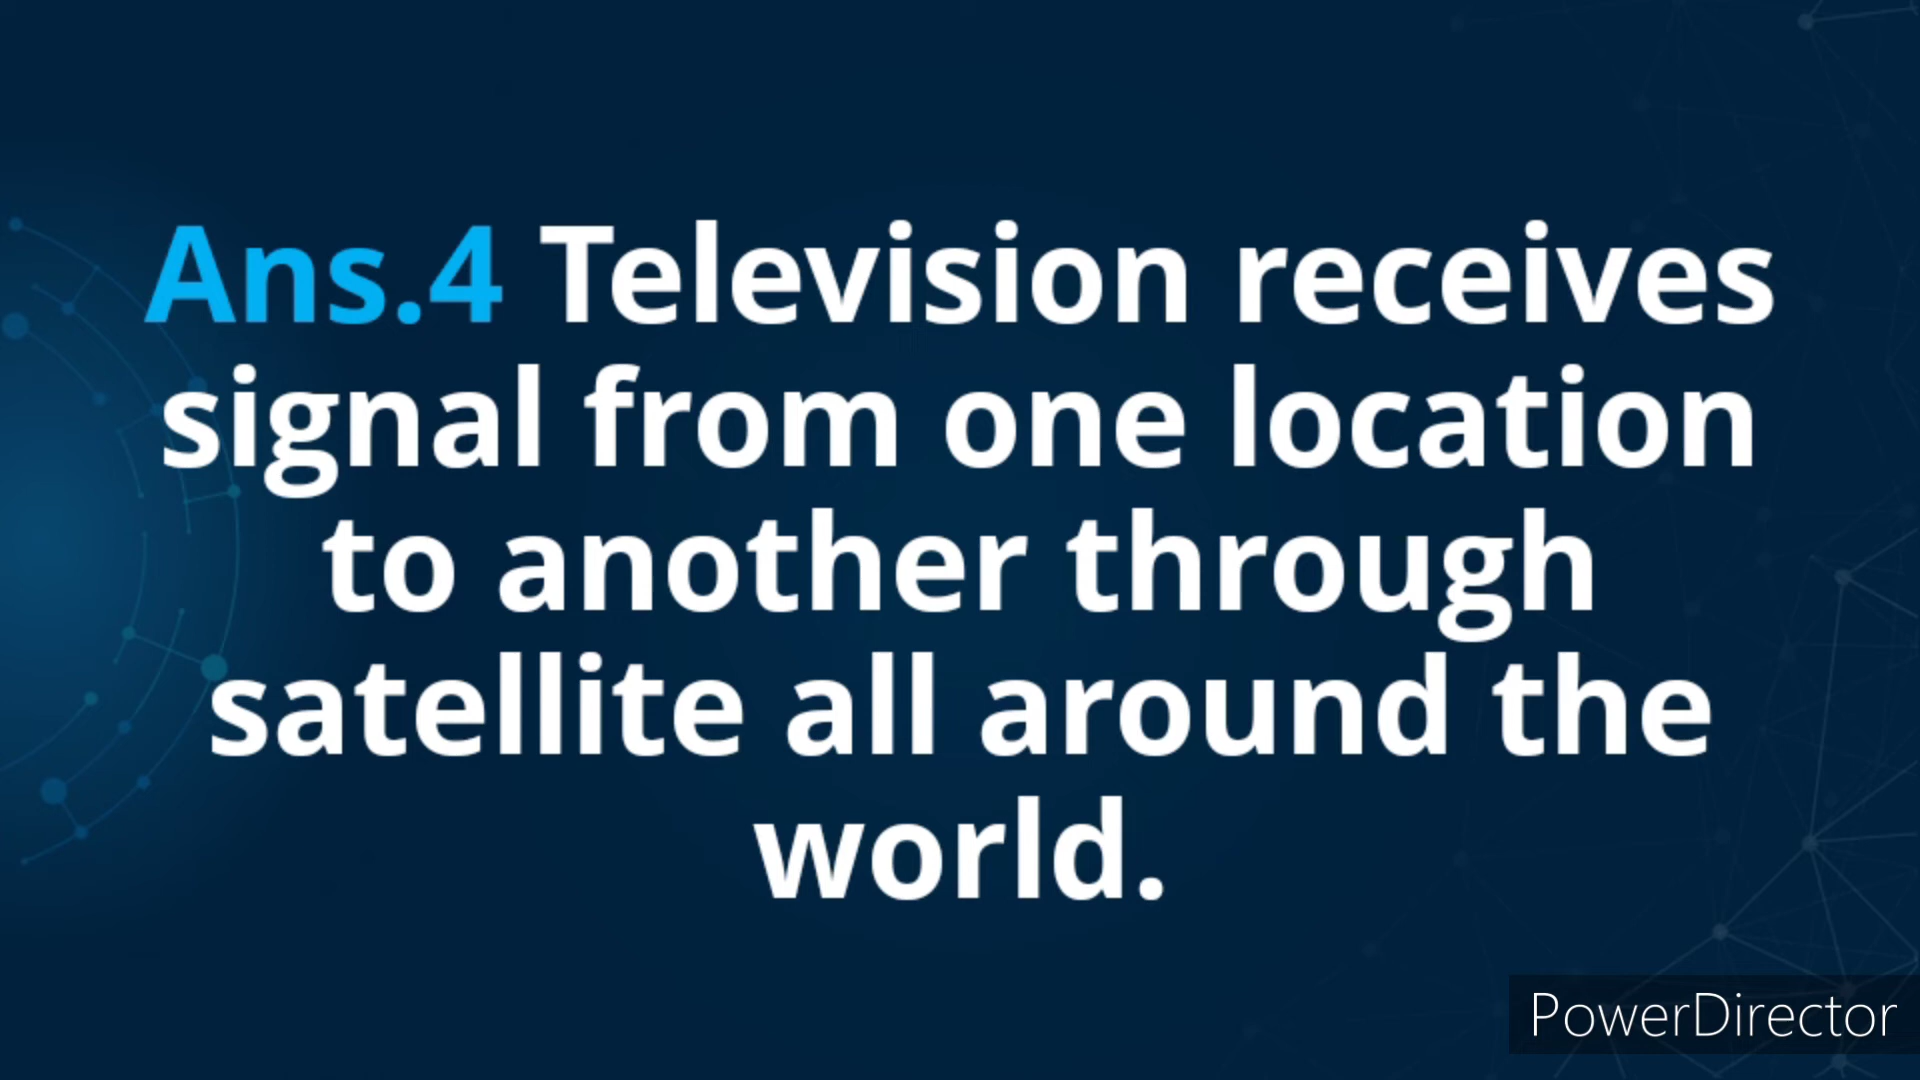 Ans.4 Television receives
signal from one location
to another through
satellite all around the
world.
PowerDirector